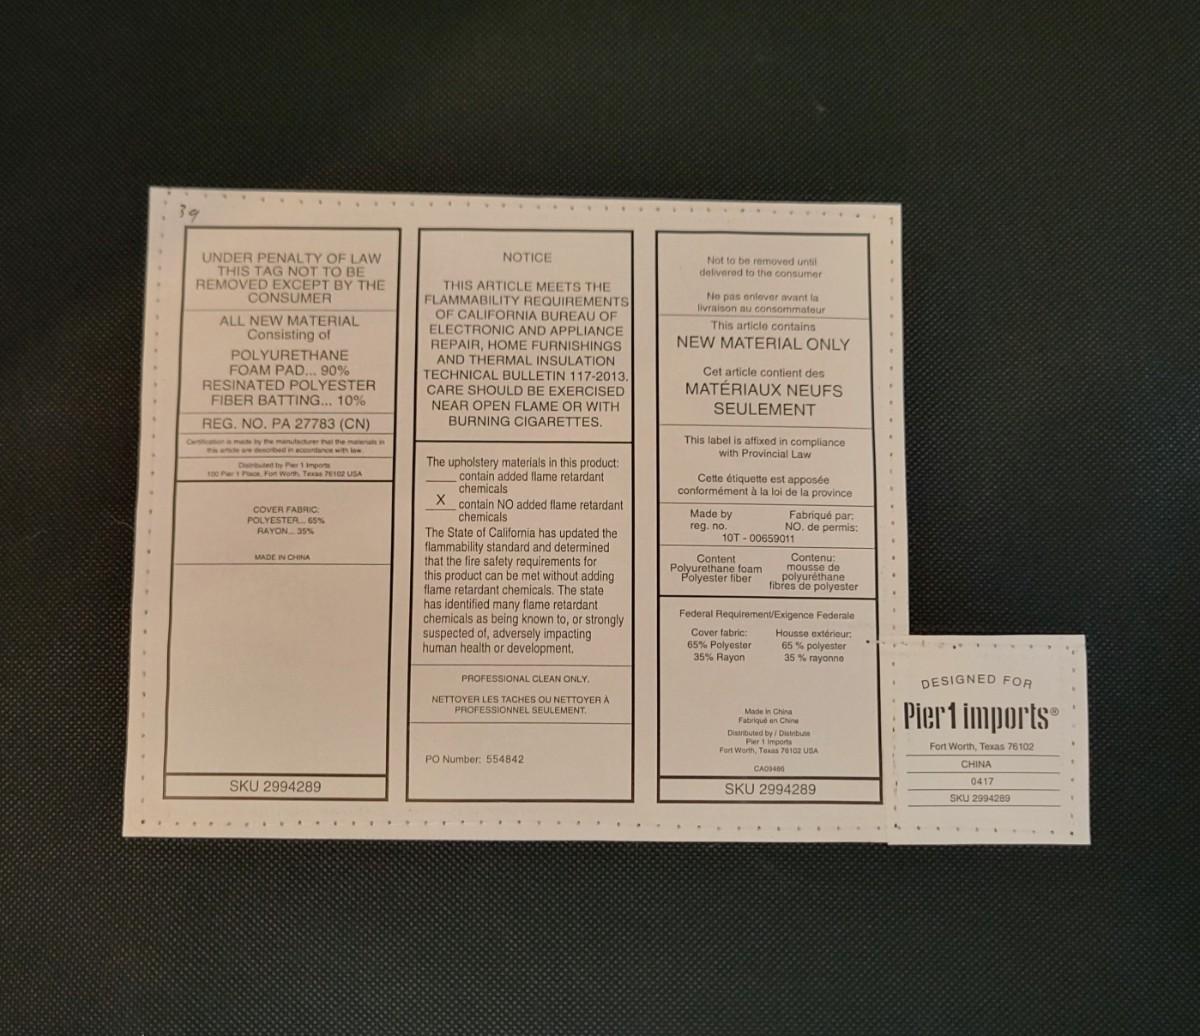 39
UNDER PENALTY OF LAW
THIS TAG NOT TO BE
REMOVED EXCEPT BY THE
CONSUMER
ALL NEW MATERIAL
Consisting of
POLYURETHANE
FOAM PAD... 90%
RESINATED POLYESTER
FIBER BATTING... 10%
REG. NO. PA 27783 (CN)
Certification is made by the manufacturer that the materials in
this article are described in accordance with law.
Distributed by Pier 1 Imports
100 Pier 1 Place, Fort Worth, Texas 76102 USA
COVER FABRIC:
POLYESTER... 65%
RAYON... 35%
MADE IN CHINA
SKU 2994289
NOTICE
THIS ARTICLE MEETS THE
FLAMMABILITY REQUIREMENTS
OF CALIFORNIA BUREAU OF
ELECTRONIC AND APPLIANCE
REPAIR, HOME FURNISHINGS
AND THERMAL INSULATION
TECHNICAL BULLETIN 117-2013.
CARE SHOULD BE EXERCISED
NEAR OPEN FLAME OR WITH
BURNING CIGARETTES.
The upholstery materials in this product:
____ contain added flame retardant
chemicals
X contain NO added flame retardant
chemicals
The State of California has updated the
flammability standard and determined
that the fire safety requirements for
this product can be met without adding
flame retardant chemicals. The state
has identified many flame retardant
chemicals as being known to, or strongly
suspected of, adversely impacting
human health or development.
PROFESSIONAL CLEAN ONLY.
NETTOYER LES TACHES OU NETTOYER À
PROFESSIONNEL SEULEMENT.
PO Number: 554842
Not to be removed until
delivered to the consumer
Ne pas enlever avant la
livraison au consommateur
This article contains
NEW MATERIAL ONLY
Cet article contient des
MATÉRIAUX NEUFS
SEULEMENT
This label is affixed in compliance
with Provincial Law
Cette étiquette est apposée
conformément à la loi de la province
Made by
reg. no.
Fabriqué par:
NO. de permis:
10T - 00659011
Content
Polyurethane foam
Polyester fiber
Contenu:
mousse de
polyuréthane
fibres de polyester
Federal Requirement/Exigence Federale
Cover fabric:
65% Polyester
35% Rayon
Housse extérieur:
65 % polyester
35 % rayonne
Made in China
Fabriqué en Chine
Distributed by / Distribute
Pier 1 Imports
Fort Worth, Texas 76102 USA
CA09486
SKU 2994289
DESIGNED FOR
Pier 1 imports®
Fort Worth, Texas 76102
CHINA
0417
SKU 2994289